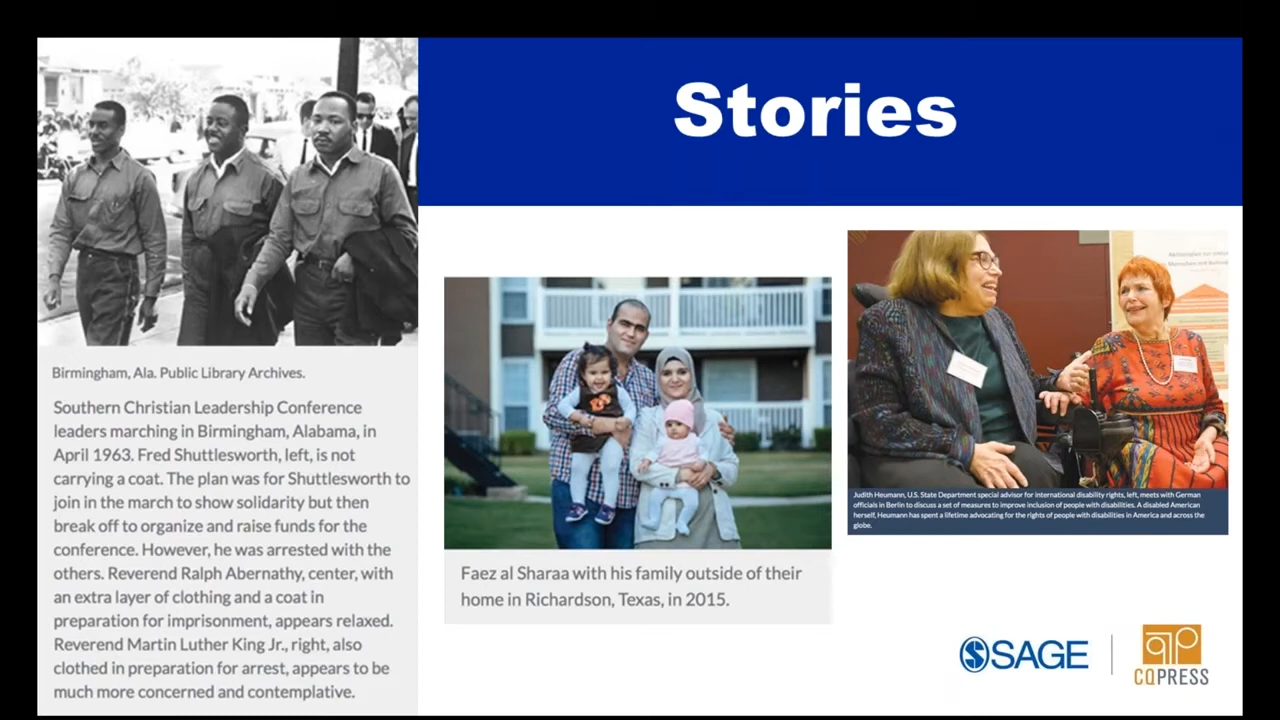 Stories
Birmingham, Ala. Public Library Archives.
Southern Christian Leadership Conference
leaders marching in Birmingham, Alabama, in
April 1963. Fred Shuttlesworth, left, is not
carrying a coat. The plan was for Shuttlesworth to
join in the march to show solidarity but then
break off to organize and raise funds for the
conference. However, he was arrested with the
others. Reverend Ralph Abernathy, center, with
an extra layer of clothing and a coat in
preparation for imprisonment, appears relaxed.
Reverend Martin Luther King Jr., right, also
clothed in preparation for arrest, appears to be
much more concerned and contemplative.
Faez al Sharaa with his family outside of their
home in Richardson, Texas, in 2015.
Judith Heumann, U.S. State Department special advisor for international disability rights, left, meets with German
officials in Berlin to discuss a set of measures to improve inclusion of people with disabilities. A disabled American
herself, Heumann has spent a lifetime advocating for the rights of people with disabilities in America and across the
globe.
SAGE
CQPRESS